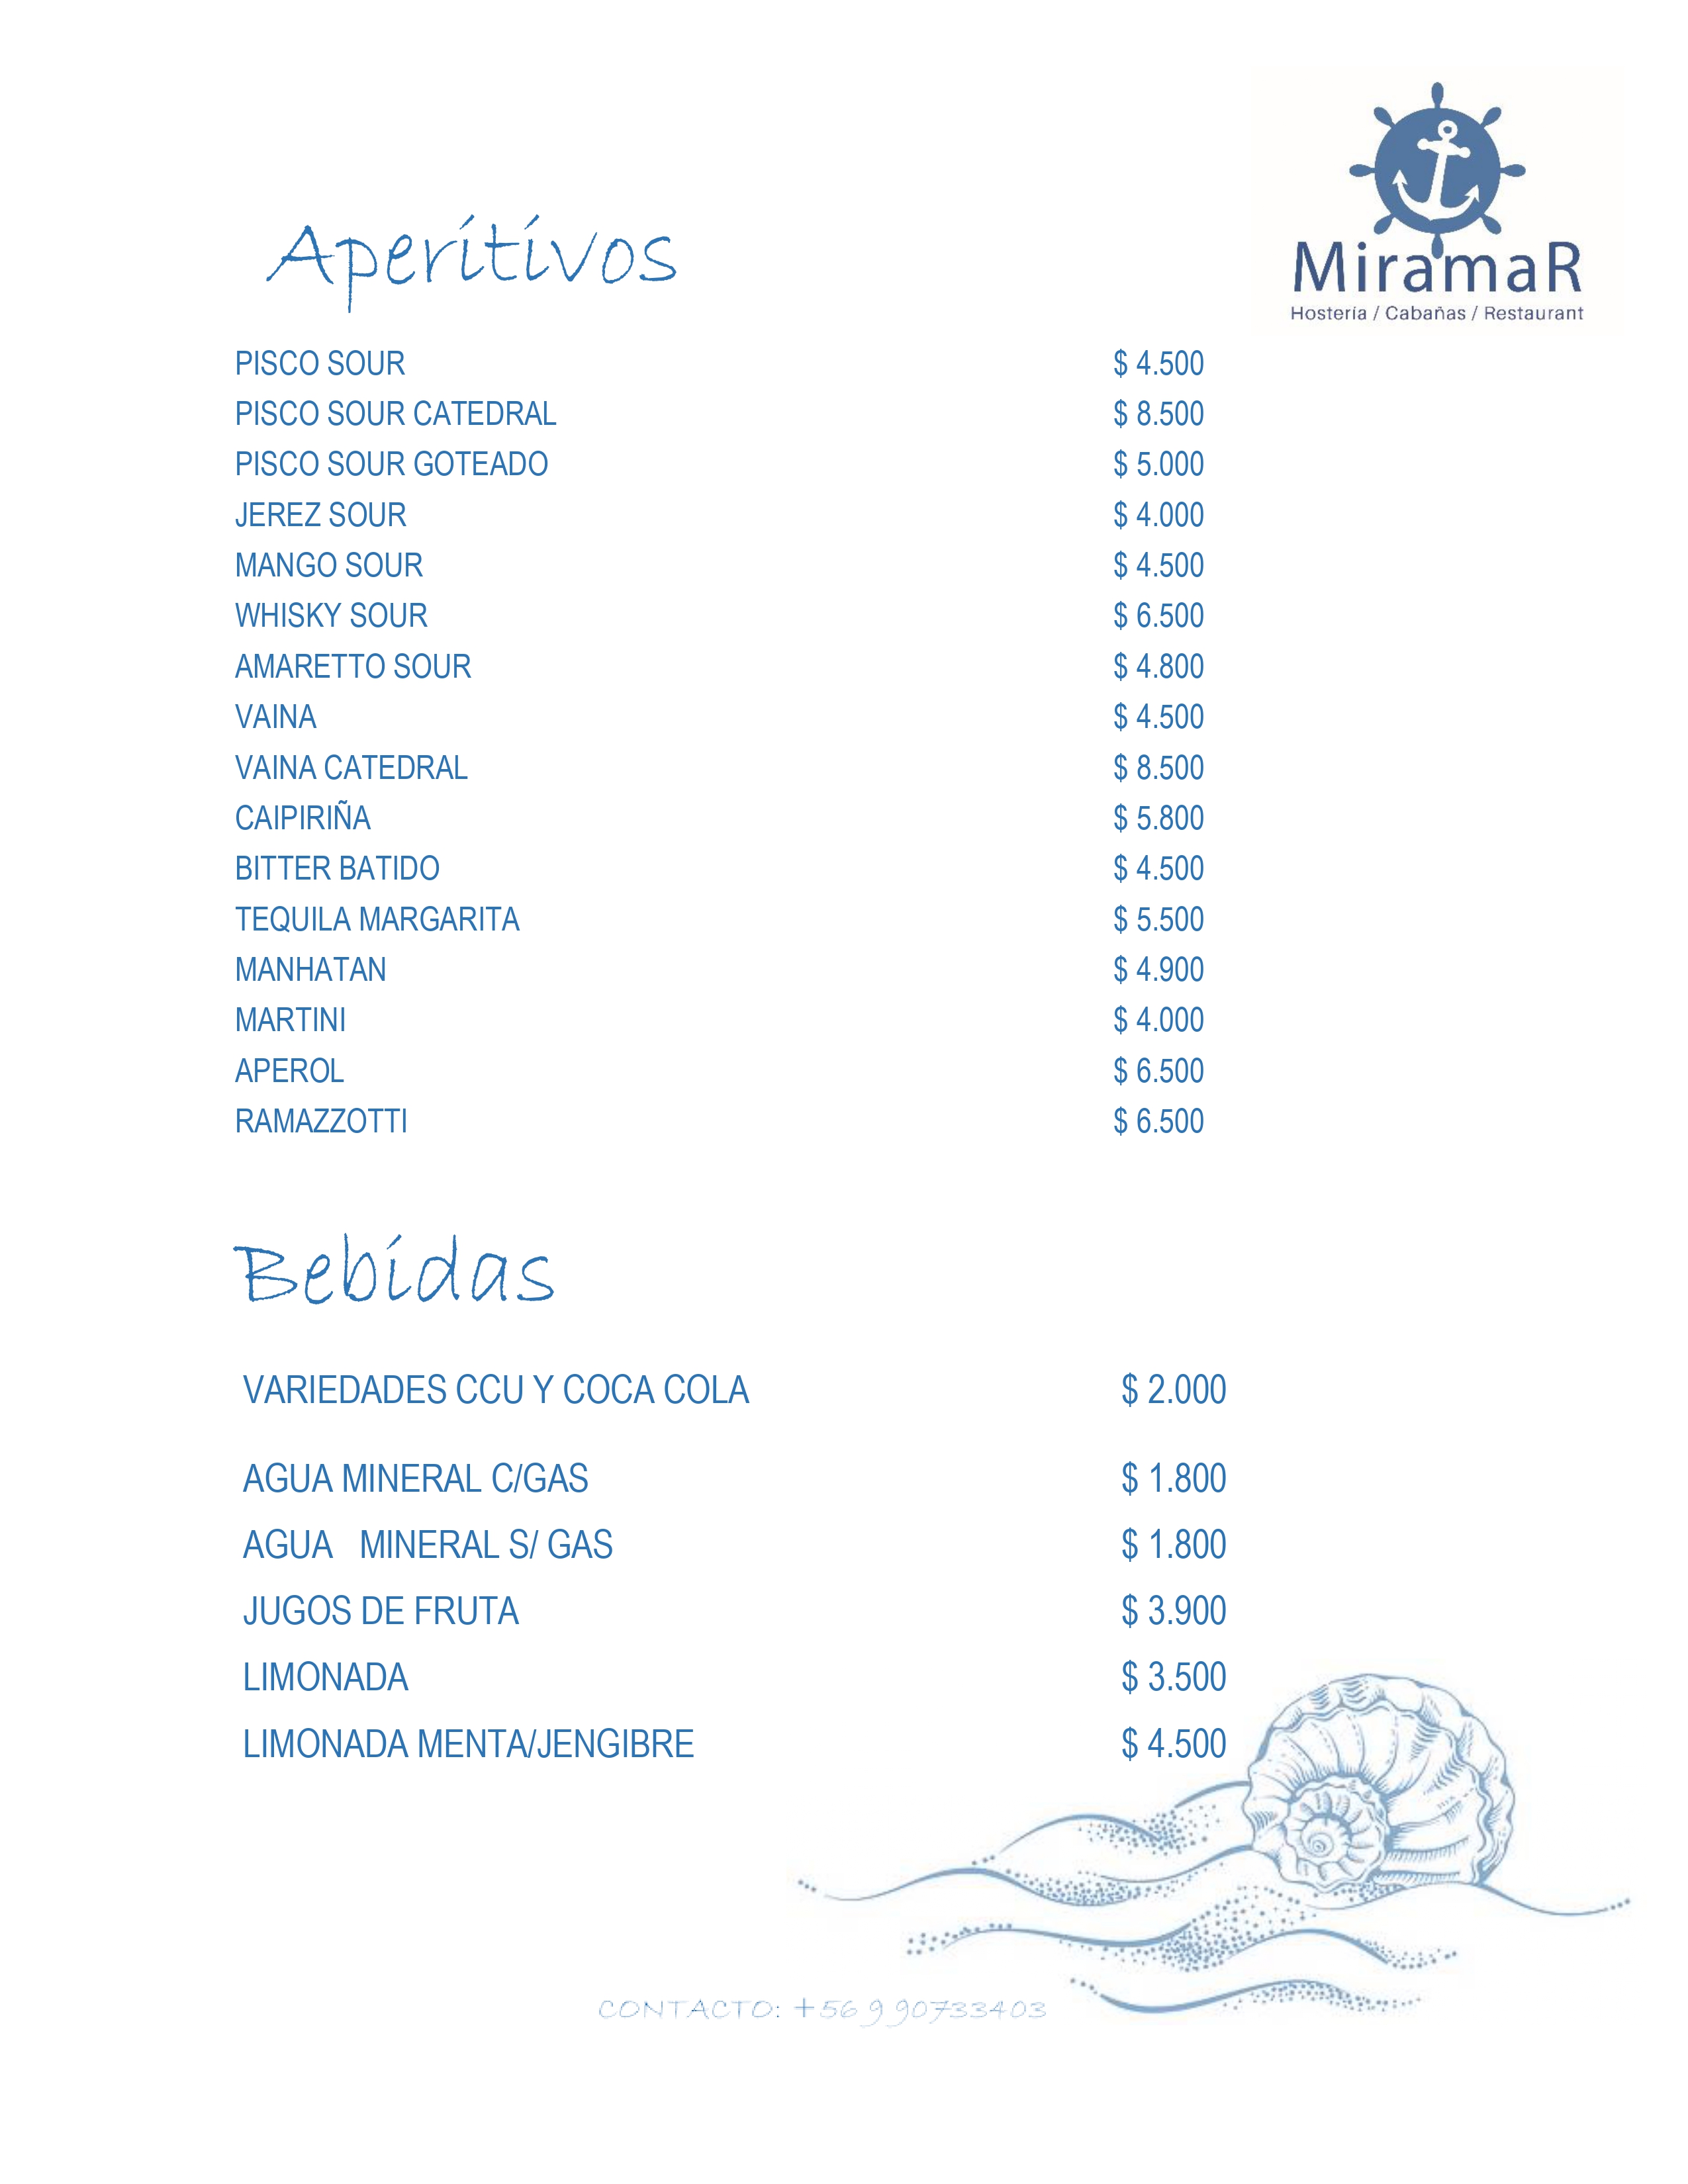 MiramaR
Hostería / Cabañas / Restaurant
Aperitivos
PISCO SOUR $ 4.500
PISCO SOUR CATEDRAL $ 8.500
PISCO SOUR GOTEADO $ 5.000
JEREZ SOUR $ 4.000
MANGO SOUR $ 4.500
WHISKY SOUR $ 6.500
AMARETTO SOUR $ 4.800
VAINA $ 4.500
VAINA CATEDRAL $ 8.500
CAIPIRIÑA $ 5.800
BITTER BATIDO $ 4.500
TEQUILA MARGARITA $ 5.500
MANHATAN $ 4.900
MARTINI $ 4.000
APEROL $ 6.500
RAMAZZOTTI $ 6.500
Bebidas
VARIEDADES CCU Y COCA COLA $ 2.000
AGUA MINERAL C/GAS $ 1.800
AGUA MINERAL S/ GAS $ 1.800
JUGOS DE FRUTA $ 3.900
LIMONADA $ 3.500
LIMONADA MENTA/JENGIBRE $ 4.500
CONTACTO: +56 9 90733403